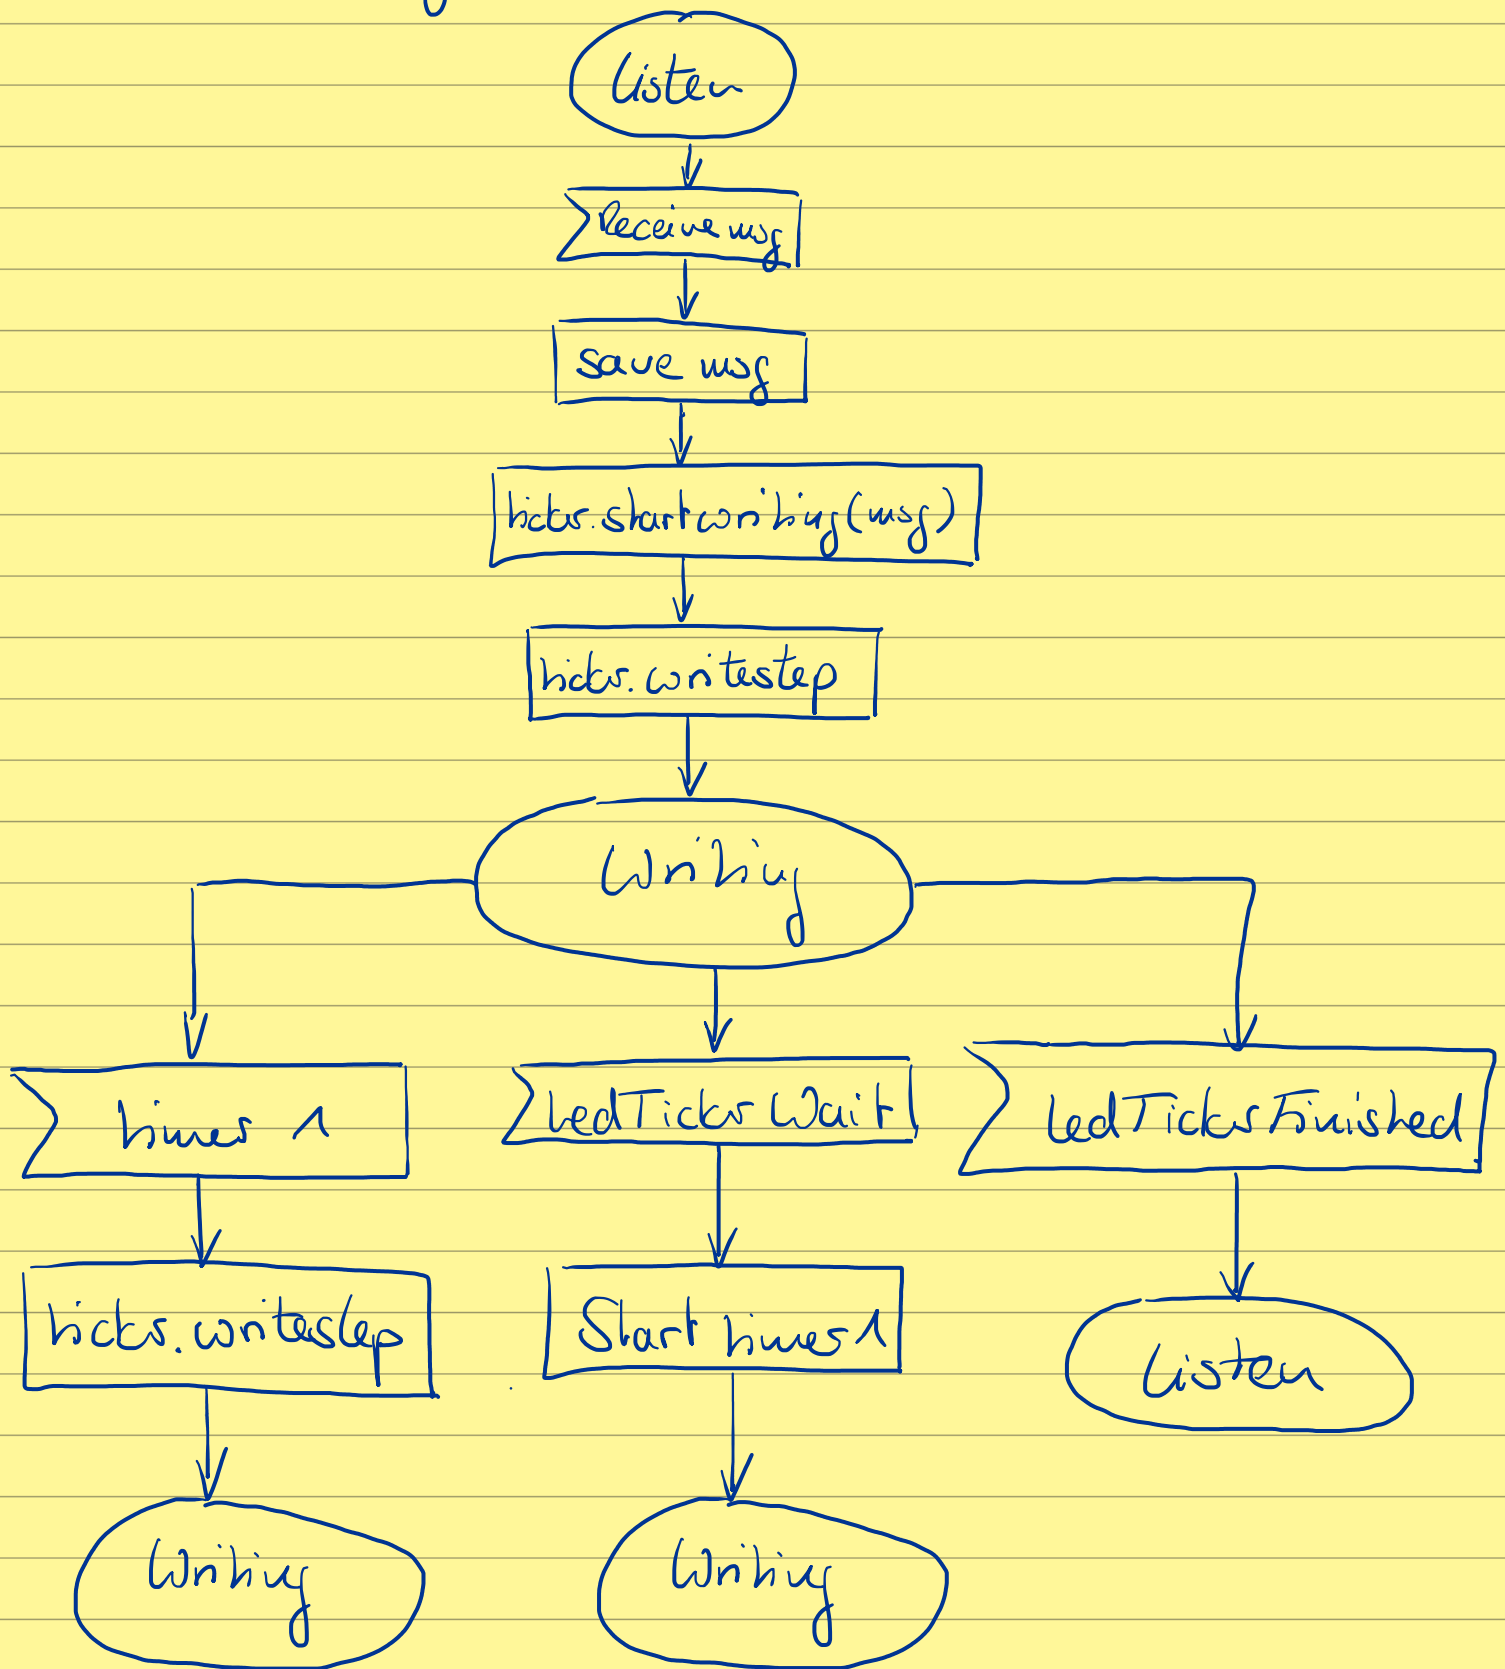 Listen
Receive msg
save msg
ticks.startwriting(msg)
ticks.writestep
Writing
timer 1
LedTicksWait
LedTicksFinished
ticks.writestep
Start timer 1
Listen
Writing
Writing